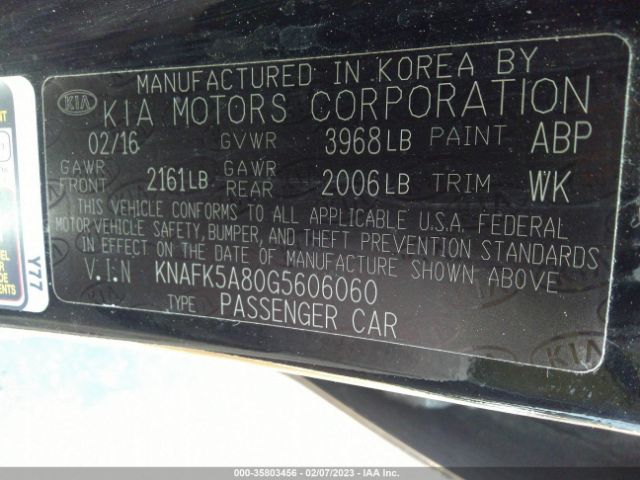 MANUFACTURED IN KOREA BY
KIA KIA MOTORS CORPORATION
02/16 GVWR 3968LB PAINT ABP
GAWR FRONT 2161LB GAWR REAR 2006LB TRIM WK
THIS VEHICLE CONFORMS TO ALL APPLICABLE U.S.A. FEDERAL
MOTOR VEHICLE SAFETY, BUMPER, AND THEFT PREVENTION STANDARDS
IN EFFECT ON THE DATE OF MANUFACTURE SHOWN ABOVE
V.I.N KNAFK5A80G5606060
TYPE PASSENGER CAR
Y77
KIA
000-35803456 - 02/07/2023 - IAA Inc.